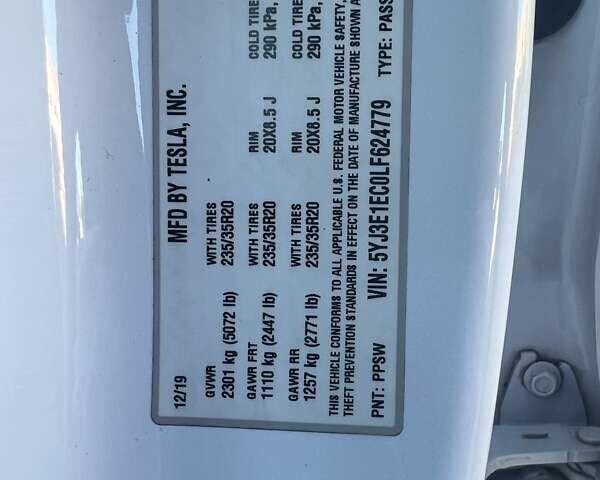 12/19 MFD BY TESLA, INC.
GVWR WITH TIRES
2301 kg (5072 lb) 235/35R20
GAWR FRT WITH TIRES RIM COLD TIRE
1110 kg (2447 lb) 235/35R20 20X8.5 J 290 kPa,
GAWR RR WITH TIRES RIM COLD TIRE
1257 kg (2771 lb) 235/35R20 20X8.5 J 290 kPa,
THIS VEHICLE CONFORMS TO ALL APPLICABLE U.S. FEDERAL MOTOR VEHICLE SAFETY,
THEFT PREVENTION STANDARDS IN EFFECT ON THE DATE OF MANUFACTURE SHOWN A
PNT: PPSW VIN: 5YJ3E1EC0LF624779 TYPE: PASS